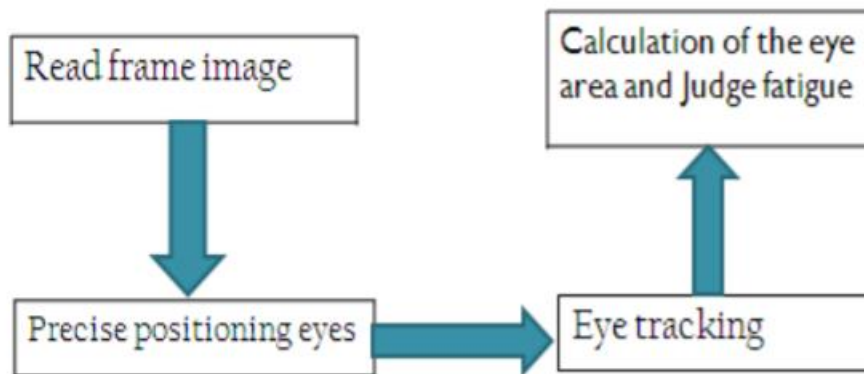 Read frame image
Precise positioning eyes
Eye tracking
Calculation of the eye
area and Judge fatigue